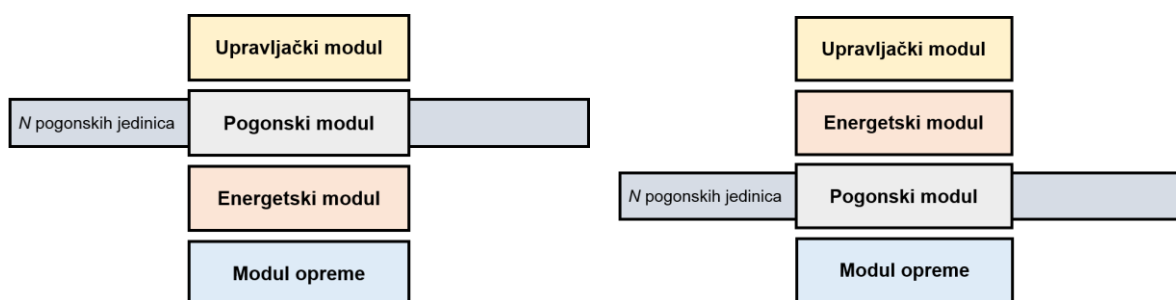 Upravljački modul
N pogonskih jedinica
Pogonski modul
Energetski modul
Modul opreme
Upravljački modul
Energetski modul
N pogonskih jedinica
Pogonski modul
Modul opreme